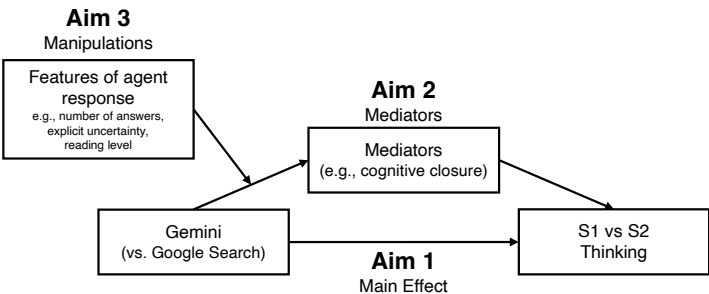 Aim 3
Manipulations
Features of agent
response
e.g., number of answers,
explicit uncertainty,
reading level
Aim 2
Mediators
Mediators
(e.g., cognitive closure)
Gemini
(vs. Google Search)
S1 vs S2
Thinking
Aim 1
Main Effect